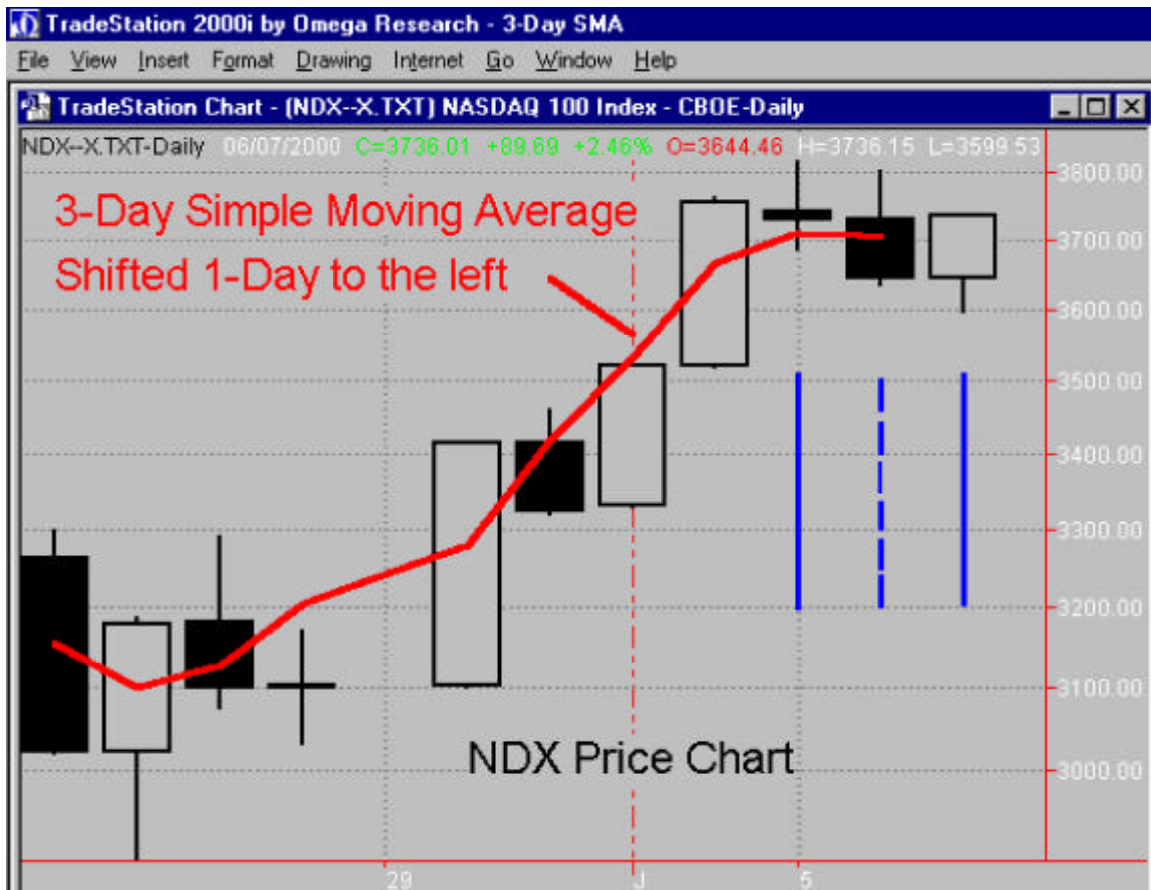 TradeStation 2000i by Omega Research - 3-Day SMA
File View Insert Format Drawing Internet Go Window Help
TradeStation Chart - (NDX--X.TXT) NASDAQ 100 Index - CBOE-Daily
NDX--X.TXT-Daily 06/07/2000 C=3736.01 +89.69 +2.46% O=3644.46 H=3736.15 L=3599.53
3-Day Simple Moving Average
Shifted 1-Day to the left
3800.00
3700.00
3600.00
3500.00
3400.00
3300.00
3200.00
3100.00
3000.00
NDX Price Chart
29 J 5